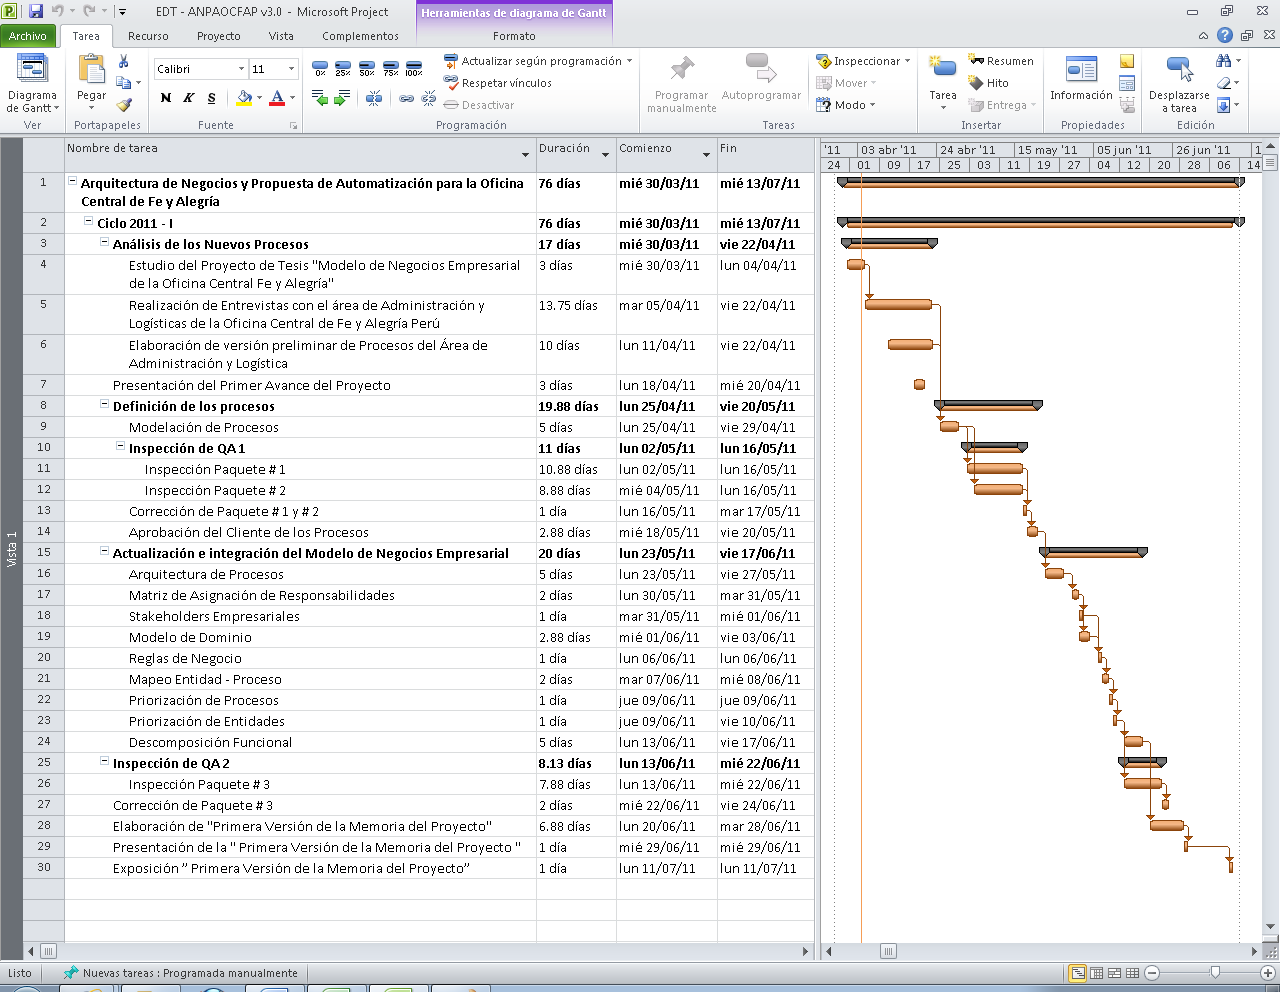 EDT - ANPAOCFAP v3.0 - Microsoft Project
Herramientas de diagrama de Gantt
Archivo Tarea Recurso Proyecto Vista Complementos Formato
Diagrama de Gantt
Ver
Pegar
Portapapeles
Calibri 11
N K S
Fuente
0% 25% 50% 75% 100%
Actualizar según programación
Respetar vínculos
Desactivar
Programación
Programar manualmente
Autoprogramar
Inspeccionar
Mover
Modo
Tareas
Tarea
Resumen
Hito
Entrega
Insertar
Información
Propiedades
Desplazarse a tarea
Edición
Nombre de tarea Duración Comienzo Fin
'11 03 abr '11 24 abr '11 15 may '11 05 jun '11 26 jun '11 1
24 01 09 17 25 03 11 19 27 04 12 20 28 06 14
1 Arquitectura de Negocios y Propuesta de Automatización para la Oficina 76 días mié 30/03/11 mié 13/07/11
Central de Fe y Alegría
2 Ciclo 2011 - I 76 días mié 30/03/11 mié 13/07/11
3 Análisis de los Nuevos Procesos 17 días mié 30/03/11 vie 22/04/11
4 Estudio del Proyecto de Tesis "Modelo de Negocios Empresarial 3 días mié 30/03/11 lun 04/04/11
de la Oficina Central Fe y Alegría"
5 Realización de Entrevistas con el área de Administración y 13.75 días mar 05/04/11 vie 22/04/11
Logísticas de la Oficina Central de Fe y Alegría Perú
6 Elaboración de versión preliminar de Procesos del Área de 10 días lun 11/04/11 vie 22/04/11
Administración y Logística
7 Presentación del Primer Avance del Proyecto 3 días lun 18/04/11 mié 20/04/11
8 Definición de los procesos 19.88 días lun 25/04/11 vie 20/05/11
9 Modelación de Procesos 5 días lun 25/04/11 vie 29/04/11
10 Inspección de QA 1 11 días lun 02/05/11 lun 16/05/11
11 Inspección Paquete # 1 10.88 días lun 02/05/11 lun 16/05/11
12 Inspección Paquete # 2 8.88 días mié 04/05/11 lun 16/05/11
13 Corrección de Paquete # 1 y # 2 1 día lun 16/05/11 mar 17/05/11
14 Aprobación del Cliente de los Procesos 2.88 días mié 18/05/11 vie 20/05/11
15 Actualización e integración del Modelo de Negocios Empresarial 20 días lun 23/05/11 vie 17/06/11
16 Arquitectura de Procesos 5 días lun 23/05/11 vie 27/05/11
17 Matriz de Asignación de Responsabilidades 2 días lun 30/05/11 mar 31/05/11
18 Stakeholders Empresariales 1 día mar 31/05/11 mié 01/06/11
19 Modelo de Dominio 2.88 días mié 01/06/11 vie 03/06/11
20 Reglas de Negocio 1 día lun 06/06/11 lun 06/06/11
21 Mapeo Entidad - Proceso 2 días mar 07/06/11 mié 08/06/11
22 Priorización de Procesos 1 día jue 09/06/11 jue 09/06/11
23 Priorización de Entidades 1 día jue 09/06/11 vie 10/06/11
24 Descomposición Funcional 5 días lun 13/06/11 vie 17/06/11
25 Inspección de QA 2 8.13 días lun 13/06/11 mié 22/06/11
26 Inspección Paquete # 3 7.88 días lun 13/06/11 mié 22/06/11
27 Corrección de Paquete # 3 2 días mié 22/06/11 vie 24/06/11
28 Elaboración de "Primera Versión de la Memoria del Proyecto" 6.88 días lun 20/06/11 mar 28/06/11
29 Presentación de la " Primera Versión de la Memoria del Proyecto " 1 día mié 29/06/11 mié 29/06/11
30 Exposición ” Primera Versión de la Memoria del Proyecto” 1 día lun 11/07/11 lun 11/07/11
Vista 1
Listo Nuevas tareas : Programada manualmente